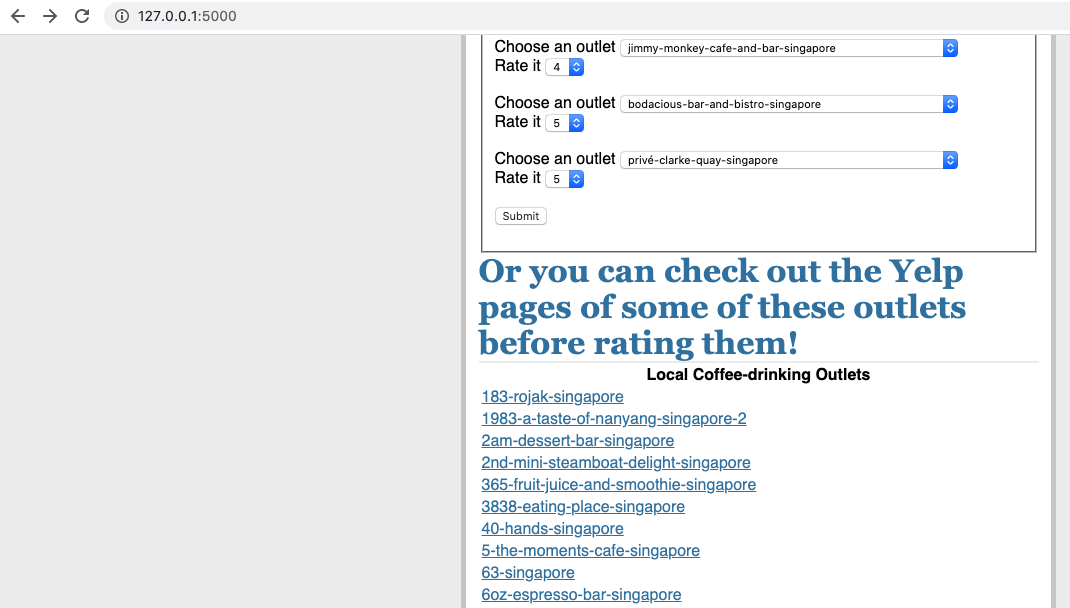 127.0.0.1:5000
Choose an outlet jimmy-monkey-cafe-and-bar-singapore
Rate it 4
Choose an outlet bodacious-bar-and-bistro-singapore
Rate it 5
Choose an outlet privé-clarke-quay-singapore
Rate it 5
Submit
Or you can check out the Yelp
pages of some of these outlets
before rating them!
Local Coffee-drinking Outlets
183-rojak-singapore
1983-a-taste-of-nanyang-singapore-2
2am-dessert-bar-singapore
2nd-mini-steamboat-delight-singapore
365-fruit-juice-and-smoothie-singapore
3838-eating-place-singapore
40-hands-singapore
5-the-moments-cafe-singapore
63-singapore
6oz-espresso-bar-singapore